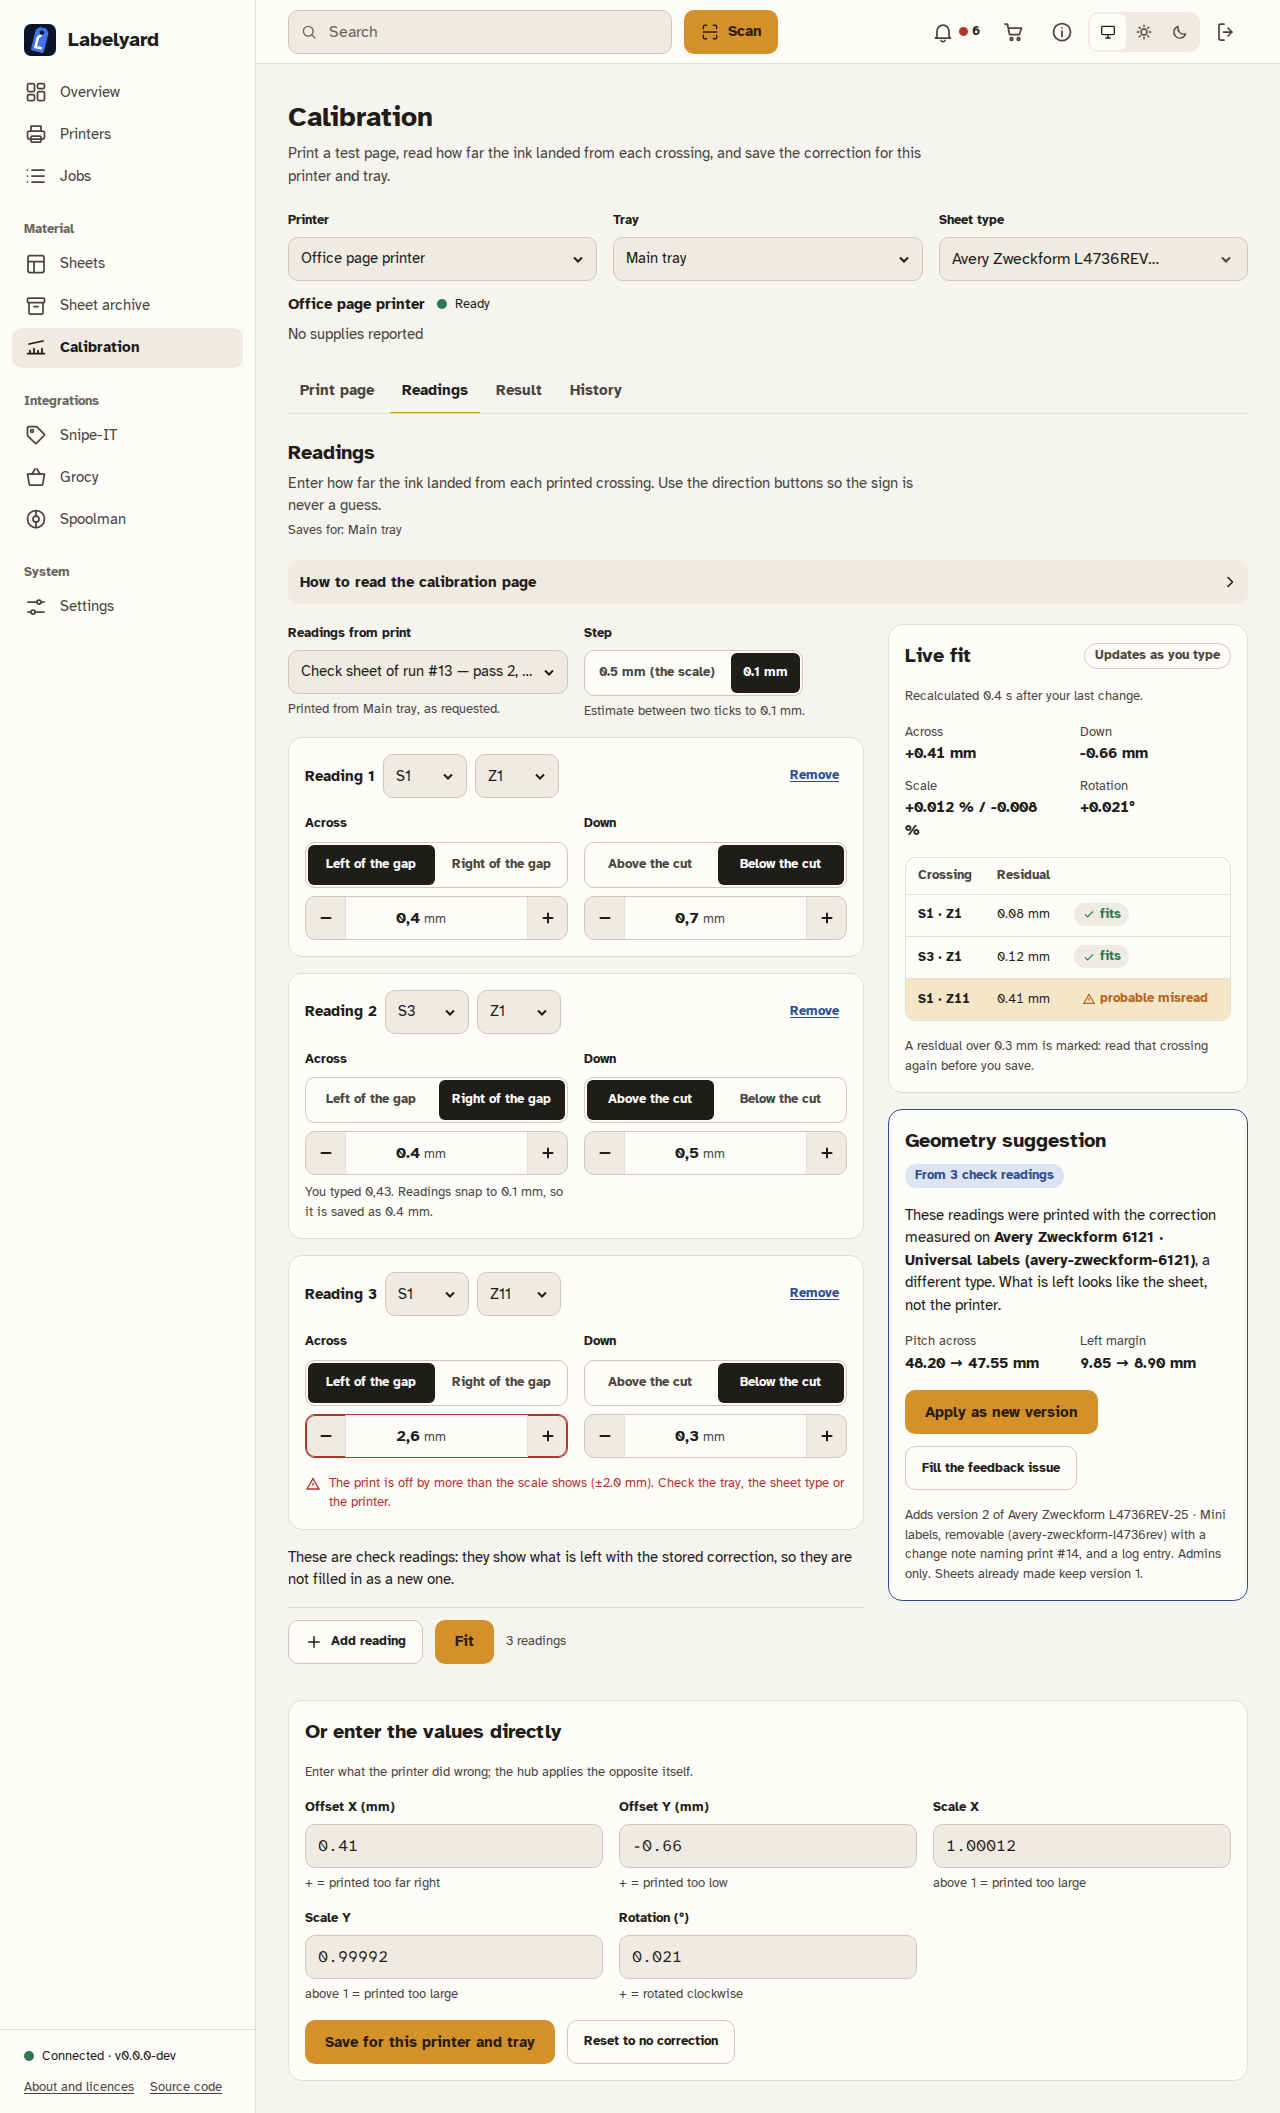 Labelyard
Overview
Printers
Jobs
Material
Sheets
Sheet archive
Calibration
Integrations
Snipe-IT
Grocy
Spoolman
System
Settings
Connected · v0.0.0-dev
About and licences Source code
Search
Scan
6
Calibration
Print a test page, read how far the ink landed from each crossing, and save the correction for this
printer and tray.
Printer Tray Sheet type
Office page printer Main tray Avery Zweckform L4736REV...
Office page printer Ready
No supplies reported
Print page Readings Result History
Readings
Enter how far the ink landed from each printed crossing. Use the direction buttons so the sign is
never a guess.
Saves for: Main tray
How to read the calibration page
Readings from print Step
Check sheet of run #13 — pass 2, ... 0.5 mm (the scale) 0.1 mm
Printed from Main tray, as requested. Estimate between two ticks to 0.1 mm.
Reading 1 S1 Z1 Remove
Across Down
Left of the gap Right of the gap Above the cut Below the cut
− 0,4 mm + − 0,7 mm +
Reading 2 S3 Z1 Remove
Across Down
Left of the gap Right of the gap Above the cut Below the cut
− 0.4 mm + − 0,5 mm +
You typed 0,43. Readings snap to 0.1 mm, so
it is saved as 0.4 mm.
Reading 3 S1 Z11 Remove
Across Down
Left of the gap Right of the gap Above the cut Below the cut
− 2,6 mm + − 0,3 mm +
The print is off by more than the scale shows (±2.0 mm). Check the tray, the sheet type or
the printer.
These are check readings: they show what is left with the stored correction, so they are
not filled in as a new one.
Add reading Fit 3 readings
Live fit Updates as you type
Recalculated 0.4 s after your last change.
Across Down
+0.41 mm -0.66 mm
Scale Rotation
+0.012 % / -0.008 +0.021°
%
Crossing Residual
S1 · Z1 0.08 mm fits
S3 · Z1 0.12 mm fits
S1 · Z11 0.41 mm probable misread
A residual over 0.3 mm is marked: read that crossing
again before you save.
Geometry suggestion
From 3 check readings
These readings were printed with the correction
measured on Avery Zweckform 6121 ·
Universal labels (avery-zweckform-6121), a
different type. What is left looks like the sheet,
not the printer.
Pitch across Left margin
48.20 → 47.55 mm 9.85 → 8.90 mm
Apply as new version
Fill the feedback issue
Adds version 2 of Avery Zweckform L4736REV-25 · Mini
labels, removable (avery-zweckform-l4736rev) with a
change note naming print #14, and a log entry. Admins
only. Sheets already made keep version 1.
Or enter the values directly
Enter what the printer did wrong; the hub applies the opposite itself.
Offset X (mm) Offset Y (mm) Scale X
0.41 -0.66 1.00012
+ = printed too far right + = printed too low above 1 = printed too large
Scale Y Rotation (°)
0.99992 0.021
above 1 = printed too large + = rotated clockwise
Save for this printer and tray Reset to no correction